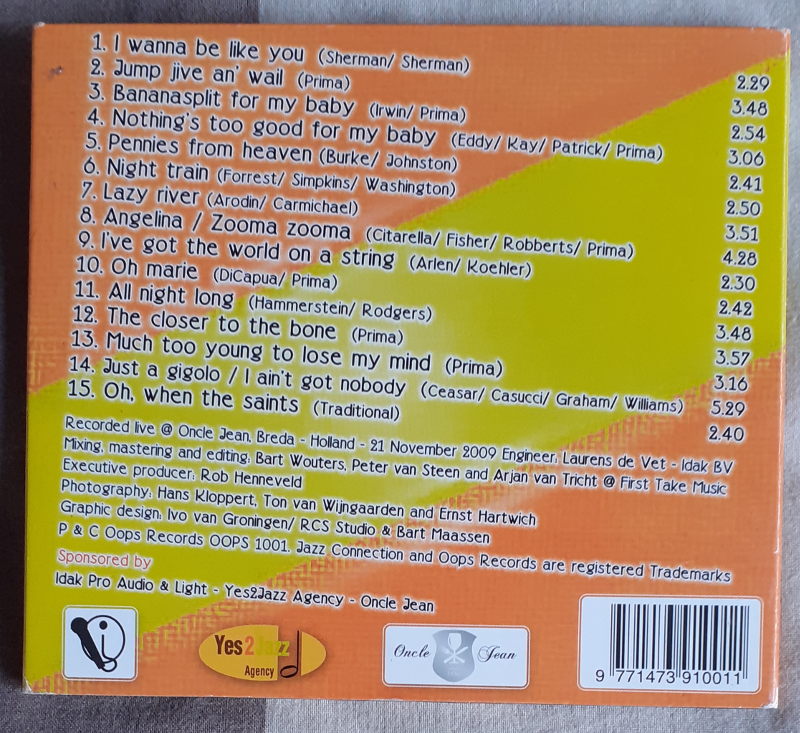 1. I wanna be like you (Sherman/ Sherman) 2.29
2. Jump jive an' wail (Prima) 3.48
3. Bananasplit for my baby (Irwin/ Prima) 2.54
4. Nothing's too good for my baby (Eddy/ Kay/ Patrick/ Prima) 3.06
5. Pennies from heaven (Burke/ Johnston) 2.41
6. Night train (Forrest/ Simpkins/ Washington) 2.50
7. Lazy river (Arodin/ Carmichael) 3.51
8. Angelina / Zooma zooma (Citarella/ Fisher/ Robberts/ Prima) 4.28
9. I've got the world on a string (Arlen/ Koehler) 2.30
10. Oh marie (DiCapua/ Prima) 2.42
11. All night long (Hammerstein/ Rodgers) 3.48
12. The closer to the bone (Prima) 3.57
13. Much too young to lose my mind (Prima) 3.16
14. Just a gigolo / I ain't got nobody (Ceasar/ Casucci/ Graham/ Williams) 5.29
15. Oh, when the saints (Traditional) 2.40
Recorded live @ Oncle Jean, Breda - Holland - 21 November 2009 Engineer: Laurens de Vet - Idak BV
Mixing, mastering and editing: Bart Wouters, Peter van Steen and Arjan van Tricht @ First Take Music
Executive producer: Rob Henneveld
Photography: Hans Kloppert, Ton van Wijngaarden and Ernst Hartwich
Graphic design: Ivo van Groningen/ RCS Studio & Bart Maassen
P & C Oops Records OOPS 1001. Jazz Connection and Oops Records are registered Trademarks
Sponsored by
Idak Pro Audio & Light - Yes2Jazz Agency - Oncle Jean
i
Yes2Jazz
Agency
Oncle Jean
9 771473 910011